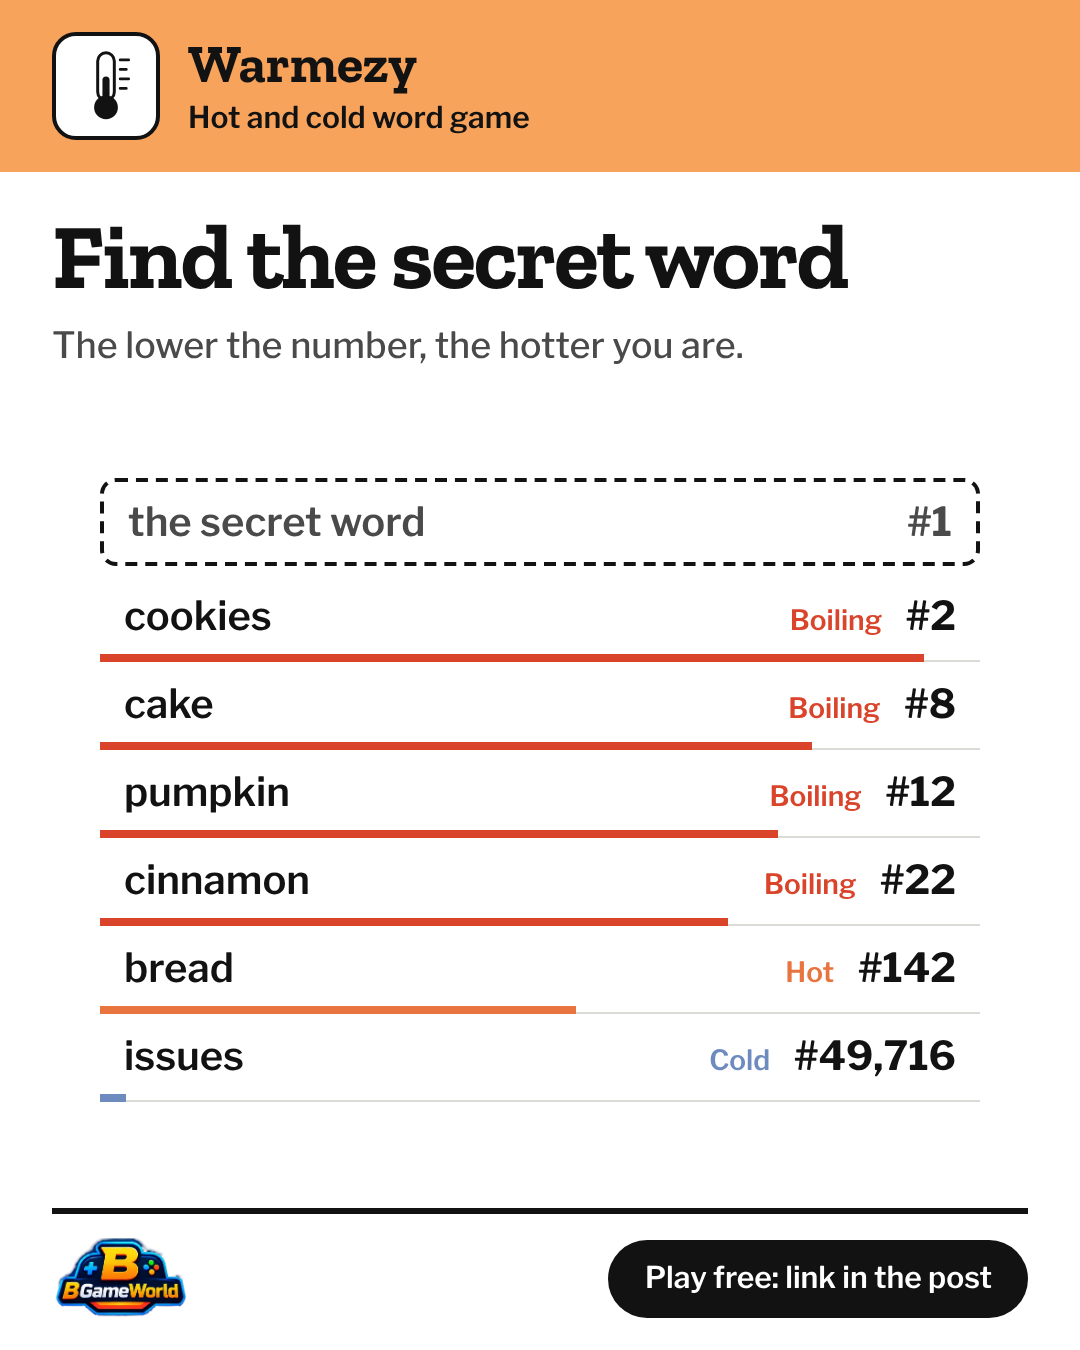 Warmezy
Hot and cold word game
Find the secret word
The lower the number, the hotter you are.
the secret word #1
cookies Boiling #2
cake Boiling #8
pumpkin Boiling #12
cinnamon Boiling #22
bread Hot #142
issues Cold #49,716
B
BGameWorld
Play free: link in the post